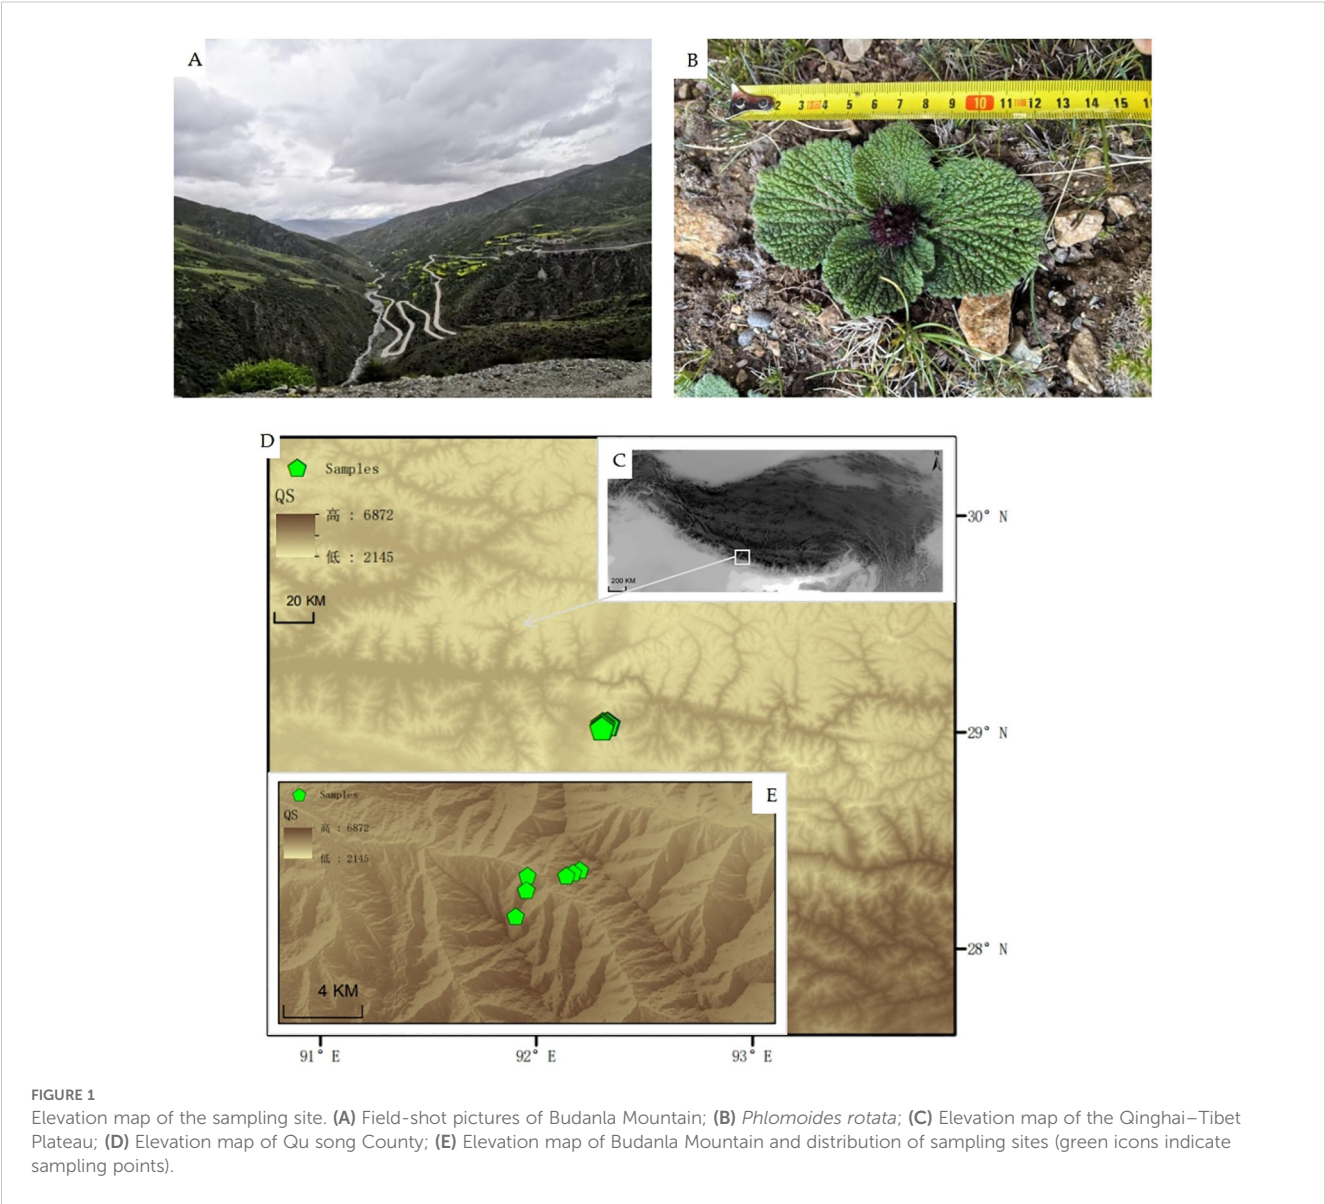 A
B
2 3 4 5 6 7 8 9 10 11 12 13 14 15
D
Samples
QS
高 : 6872
低 : 2145
20 KM
C
N
200 KM
30° N
29° N
28° N
E
Samples
QS
高 : 6872
低 : 2145
4 KM
91° E
92° E
93° E
FIGURE 1
Elevation map of the sampling site. (A) Field-shot pictures of Budanla Mountain; (B) Phlomoides rotata; (C) Elevation map of the Qinghai–Tibet
Plateau; (D) Elevation map of Qu song County; (E) Elevation map of Budanla Mountain and distribution of sampling sites (green icons indicate
sampling points).